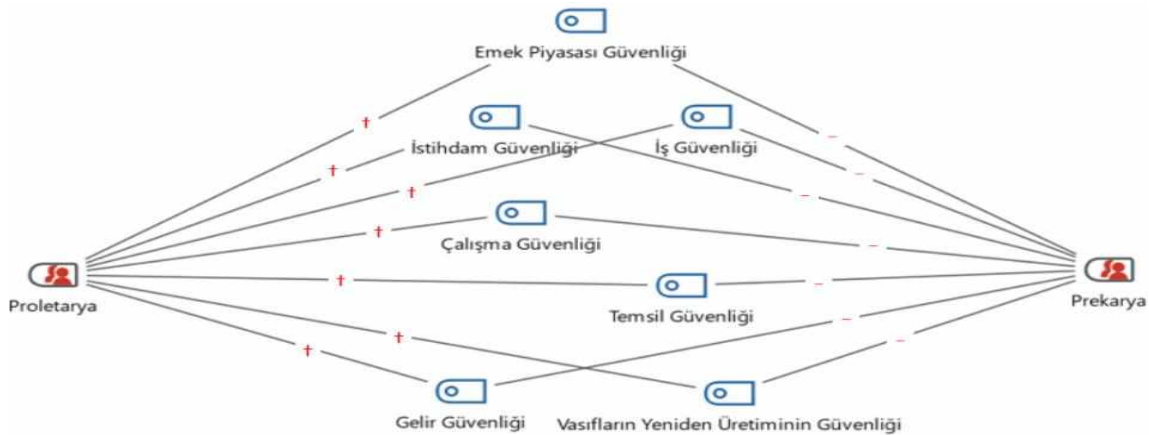 Emek Piyasası Güvenliği
† –
İstihdam Güvenliği İş Güvenliği
† –
† –
Çalışma Güvenliği
† –
Proletarya Prekarya
† –
Temsil Güvenliği
† –
† –
Gelir Güvenliği Vasıfların Yeniden Üretiminin Güvenliği